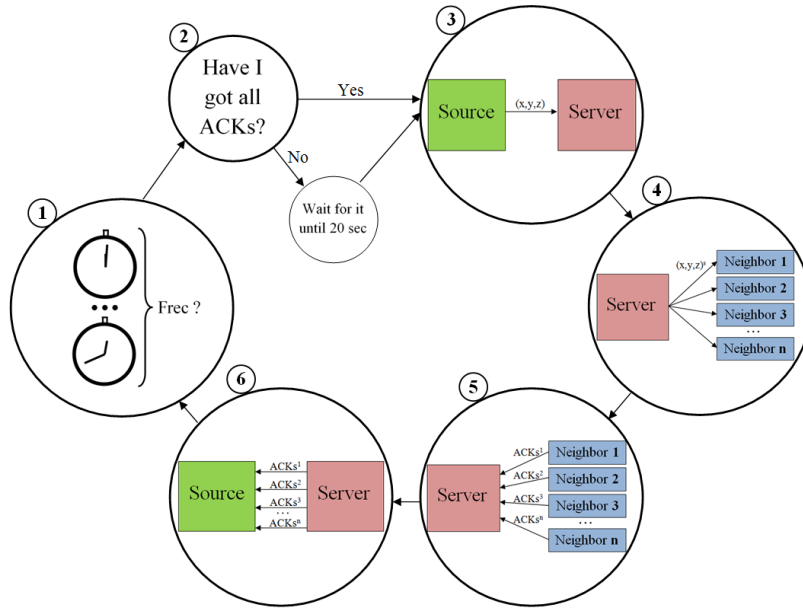 1
Frec ?
2
Have I
got all
ACKs?
Yes
No
Wait for it
until 20 sec
3
Source
(x,y,z)
Server
4
Server
Neighbor 1
Neighbor 2
Neighbor 3
...
Neighbor n
5
Server
ACKs¹
ACKs²
ACKs³
ACKsⁿ
Neighbor 1
Neighbor 2
Neighbor 3
...
Neighbor n
6
Source
ACKs¹
ACKs²
ACKs³
...
ACKsⁿ
Server